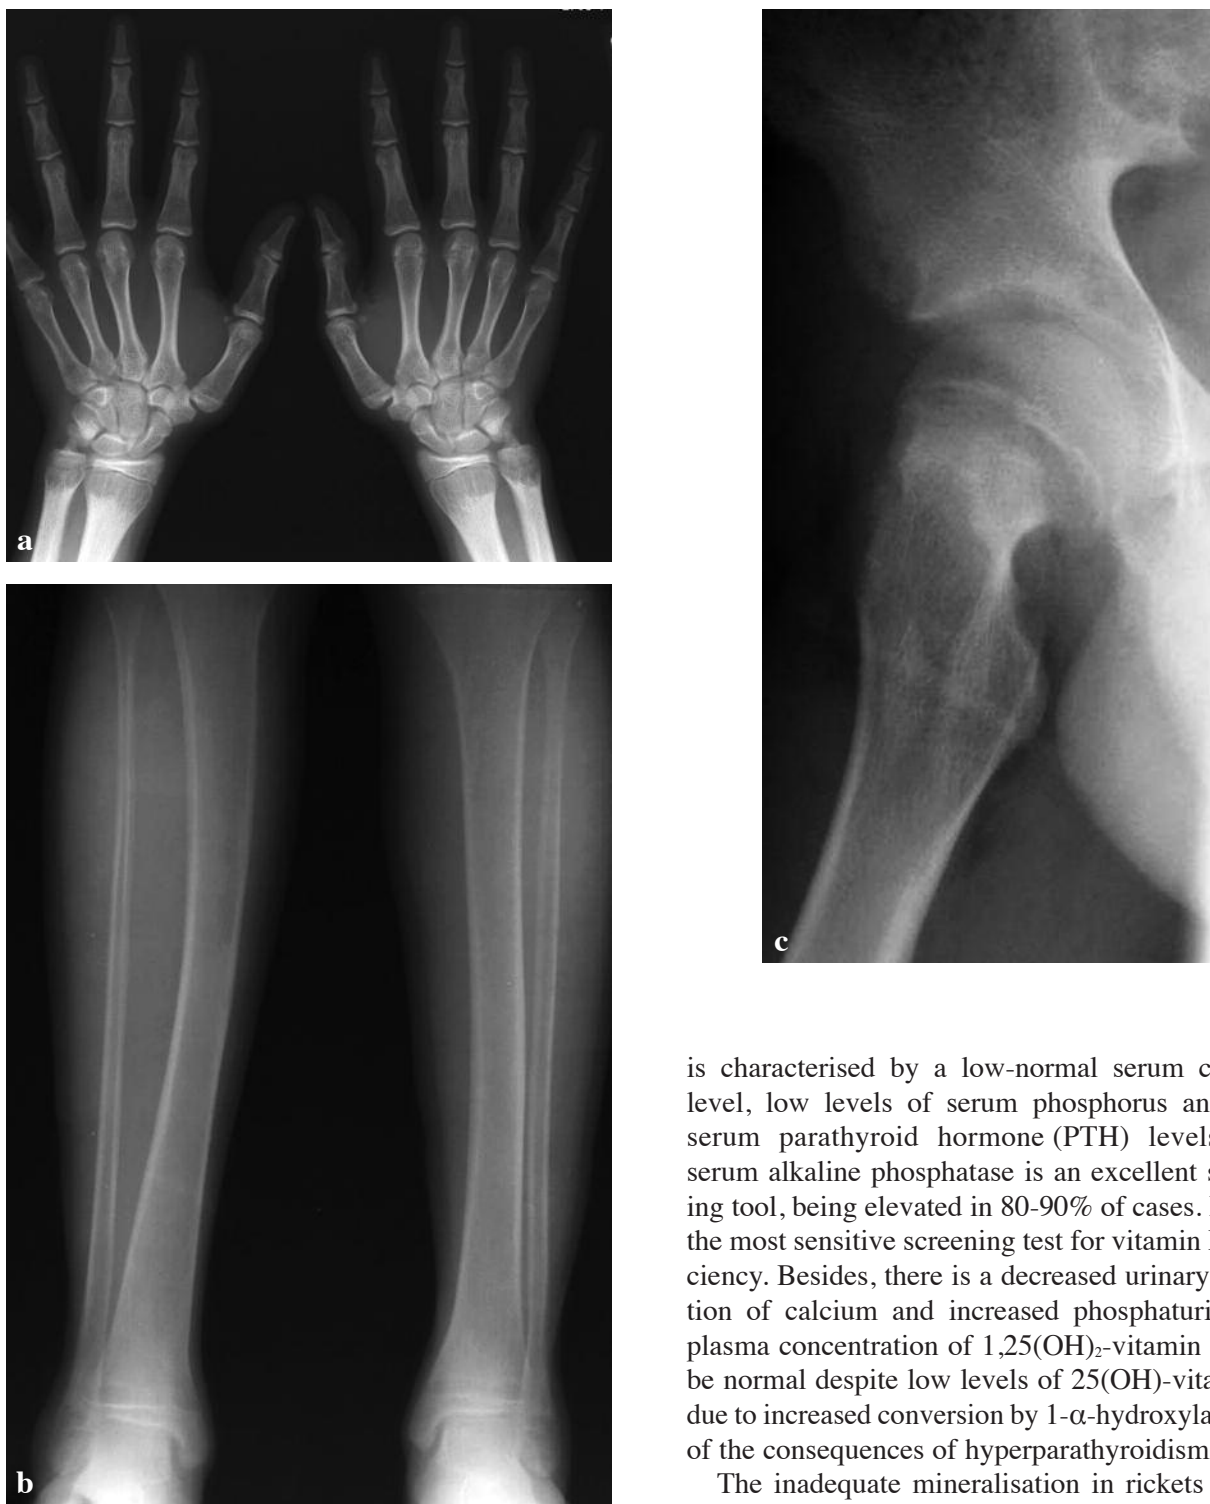 a
b
c
is characterised by a low-normal serum c
level, low levels of serum phosphorus an
serum parathyroid hormone (PTH) levels
serum alkaline phosphatase is an excellent s
ing tool, being elevated in 80-90% of cases.
the most sensitive screening test for vitamin
ciency. Besides, there is a decreased urinary
tion of calcium and increased phosphaturi
plasma concentration of 1,25(OH)₂-vitamin
be normal despite low levels of 25(OH)-vita
due to increased conversion by 1-α-hydroxyla
of the consequences of hyperparathyroidism
The inadequate mineralisation in rickets